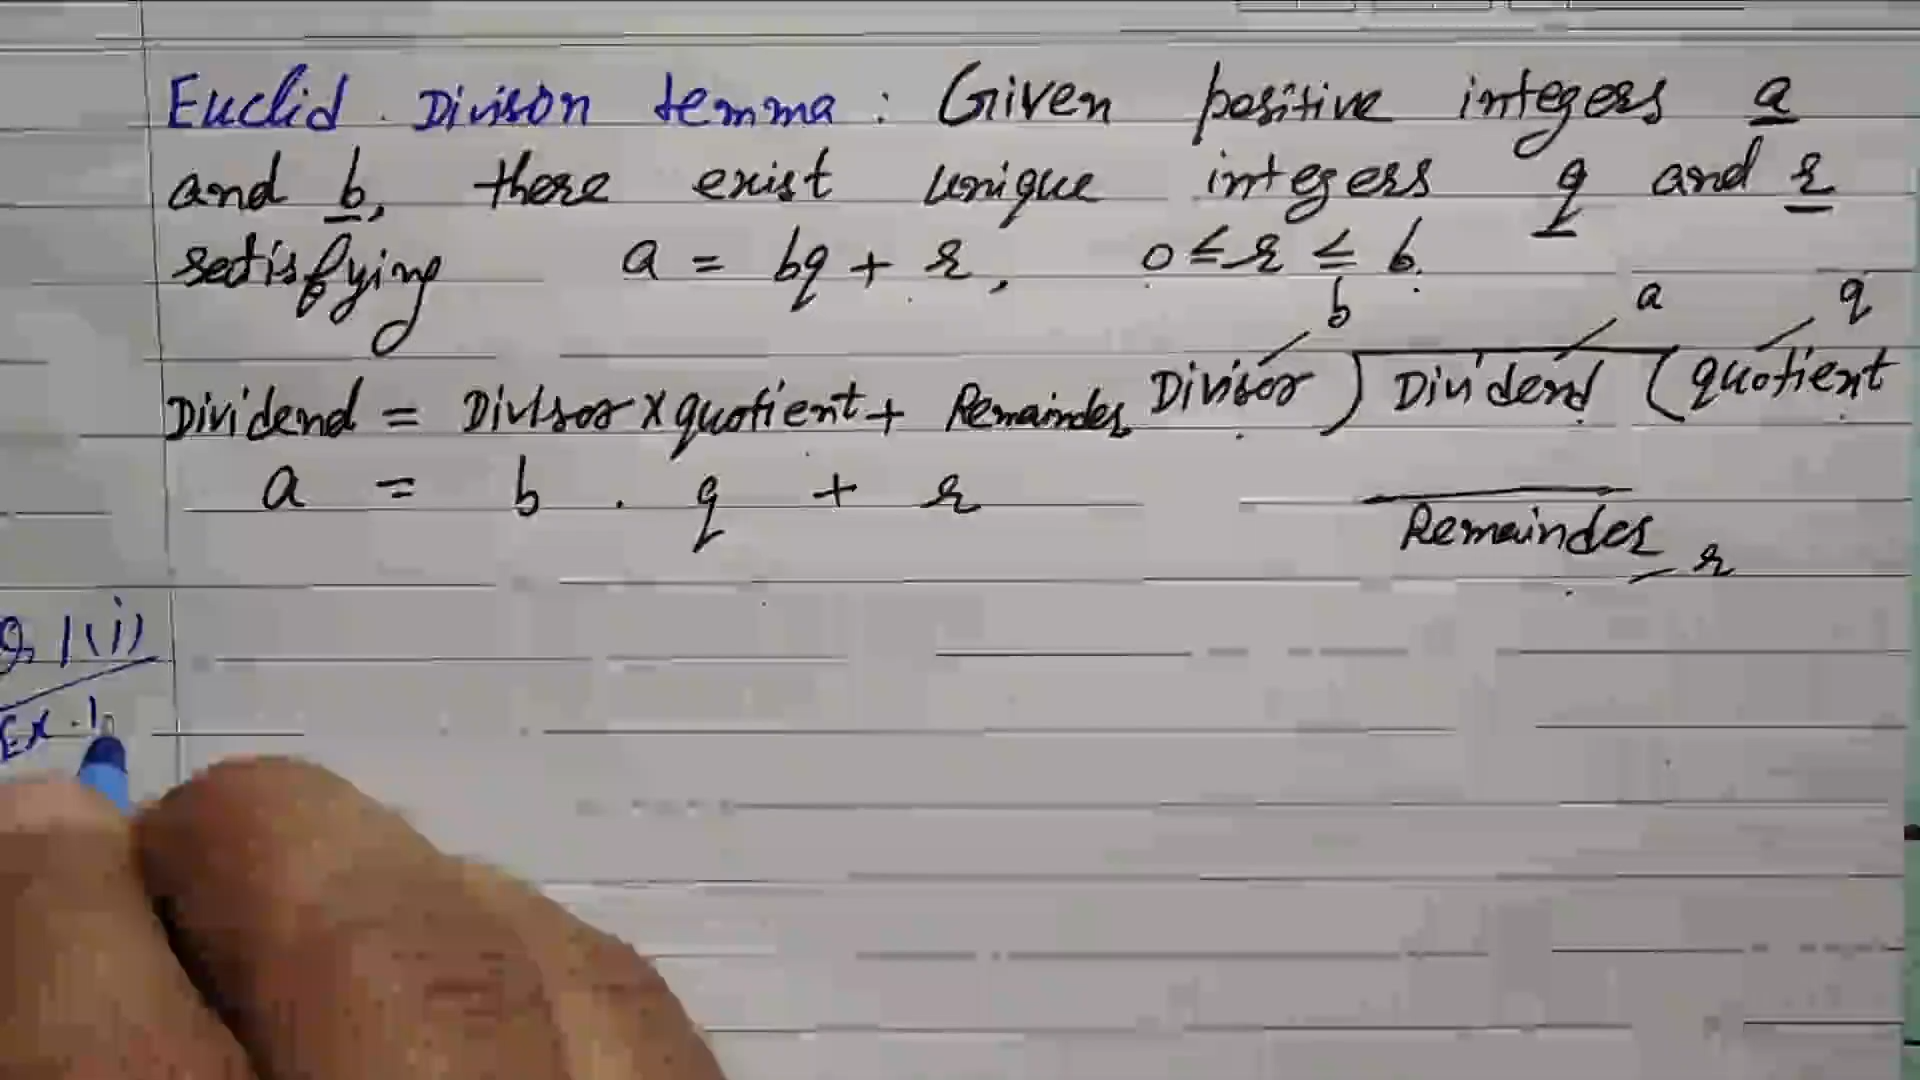 Euclid Divison Lemma : Given positive integers a
and b, there exist unique integers q and r
satisfying a = bq + r, 0 ≤ r ≤ b.
b a q
Dividend = Divisor × quotient + Remainder
Divisor ) Dividend ( quotient
a = b . q + r
Remainder r
Q. 1(i)
Ex. 1.